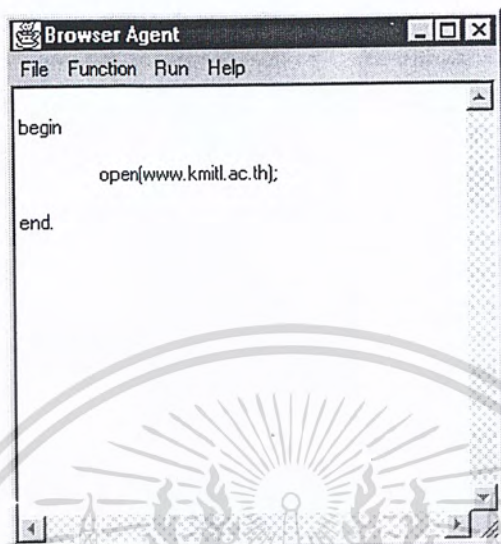 Browser Agent
File Function Run Help
begin
open(www.kmitl.ac.th);
end.